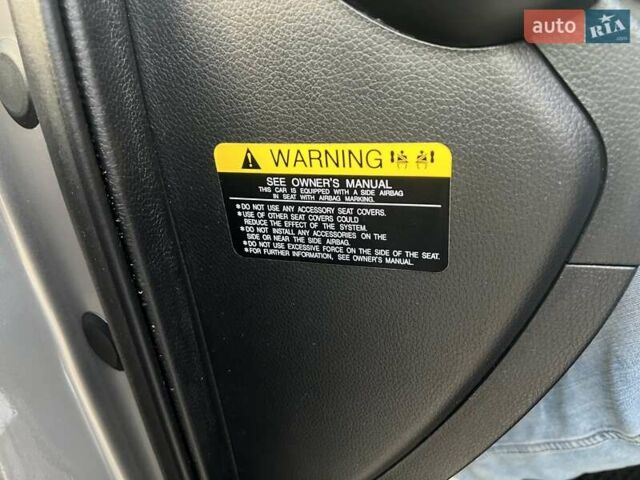 auto RIA
.com
WARNING
SEE OWNER'S MANUAL
THIS CAR IS EQUIPPED WITH A SIDE AIRBAG
IN SEAT WITH AIRBAG MARKING.
*DO NOT USE ANY ACCESSORY SEAT COVERS.
*USE OF OTHER SEAT COVERS COULD
REDUCE THE EFFECT OF THE SYSTEM.
*DO NOT INSTALL ANY ACCESSORIES ON THE
SIDE OR NEAR THE SIDE AIRBAG.
*DO NOT USE EXCESSIVE FORCE ON THE SIDE OF THE SEAT.
*FOR FURTHER INFORMATION, SEE OWNER'S MANUAL.